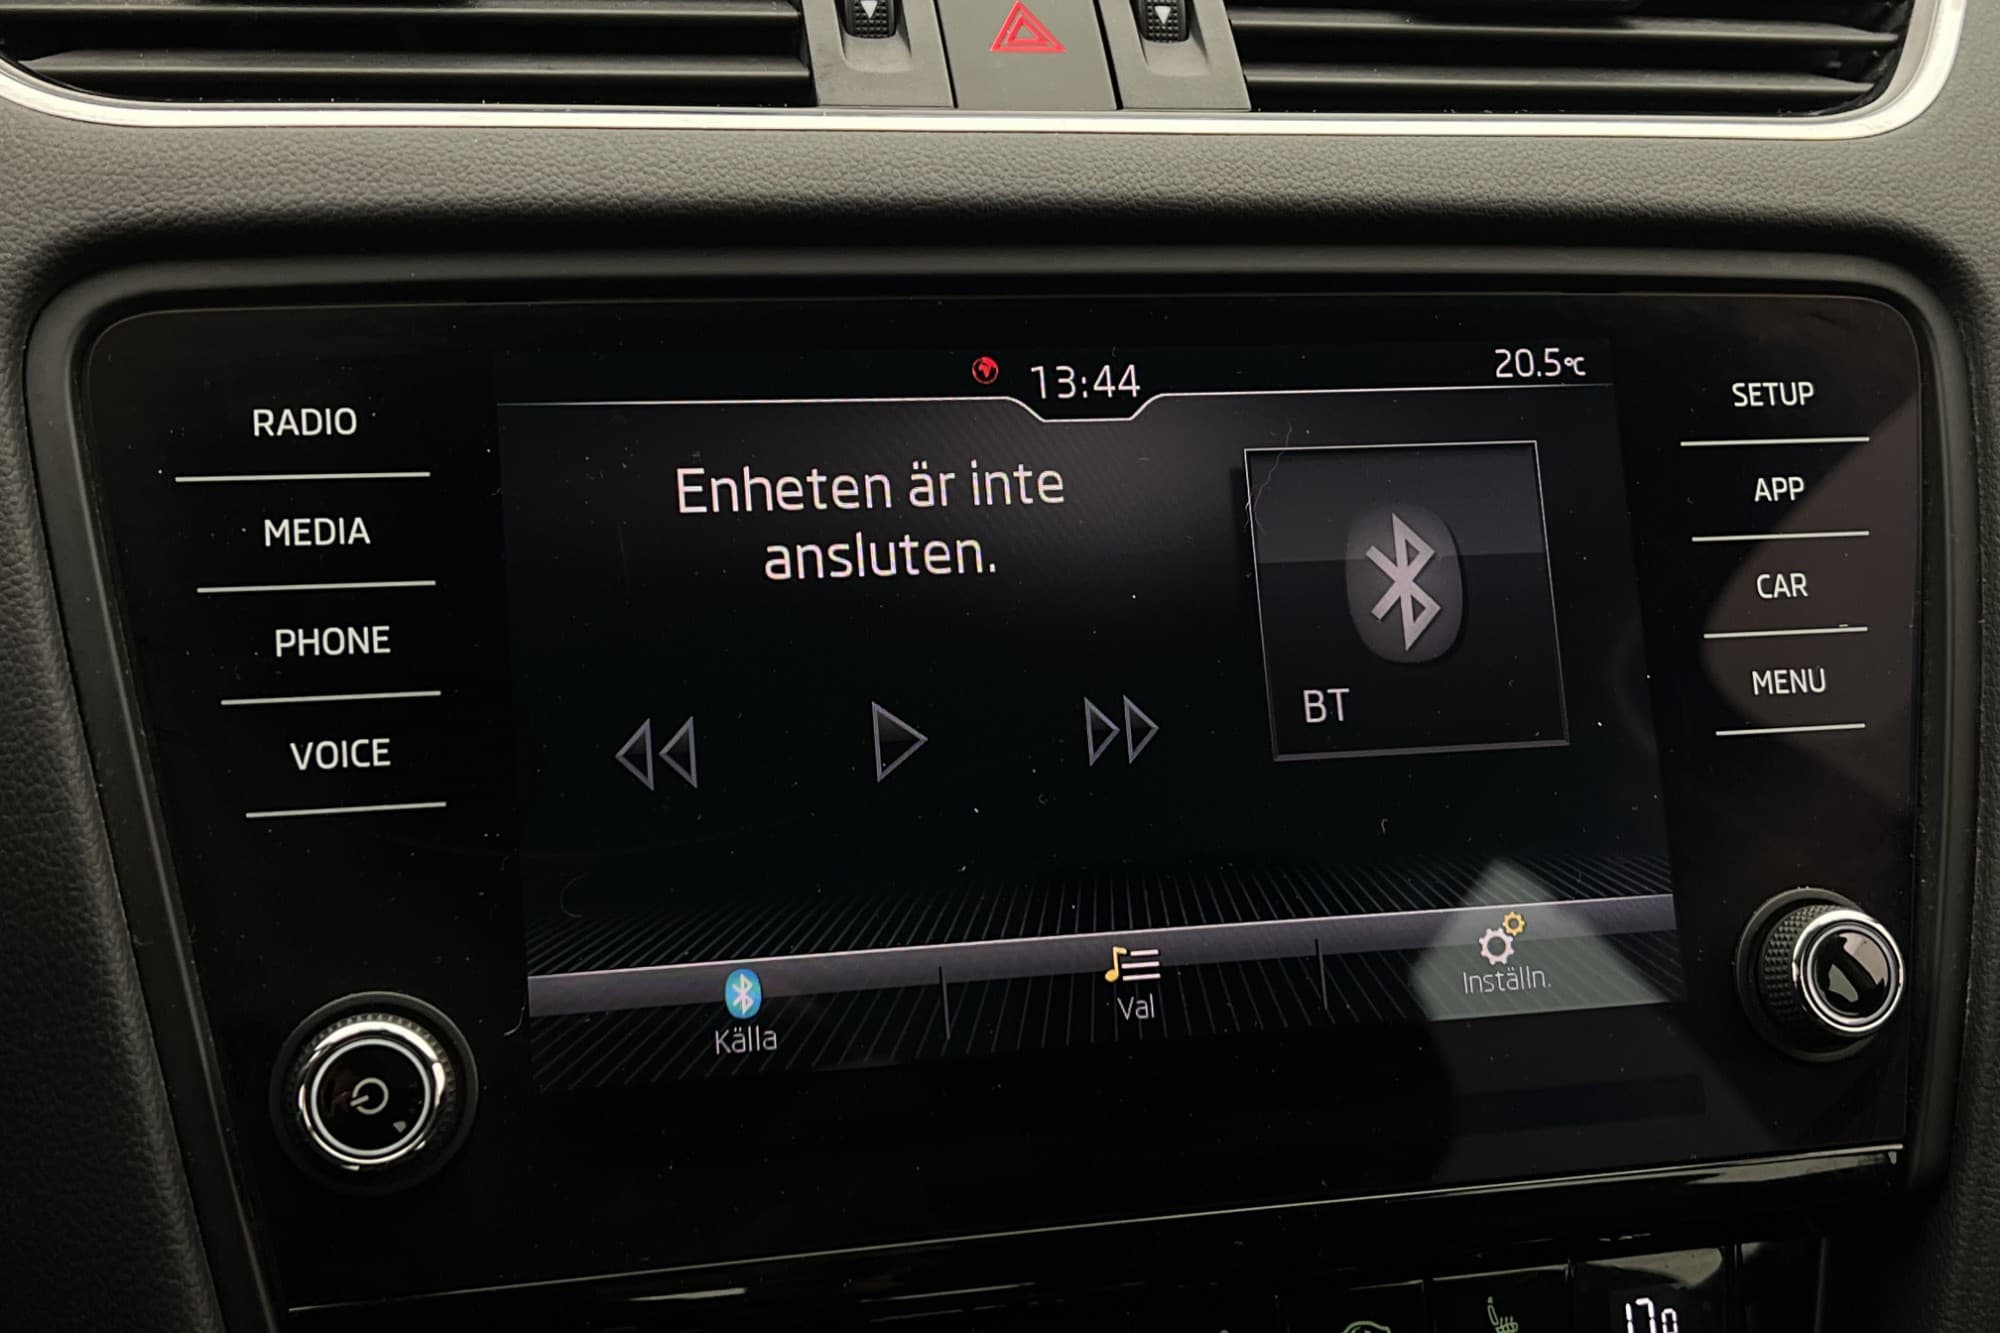 13:44
20.5°C
RADIO
MEDIA
PHONE
VOICE
Enheten är inte
ansluten.
BT
SETUP
APP
CAR
MENU
Källa
Val
Inställn.